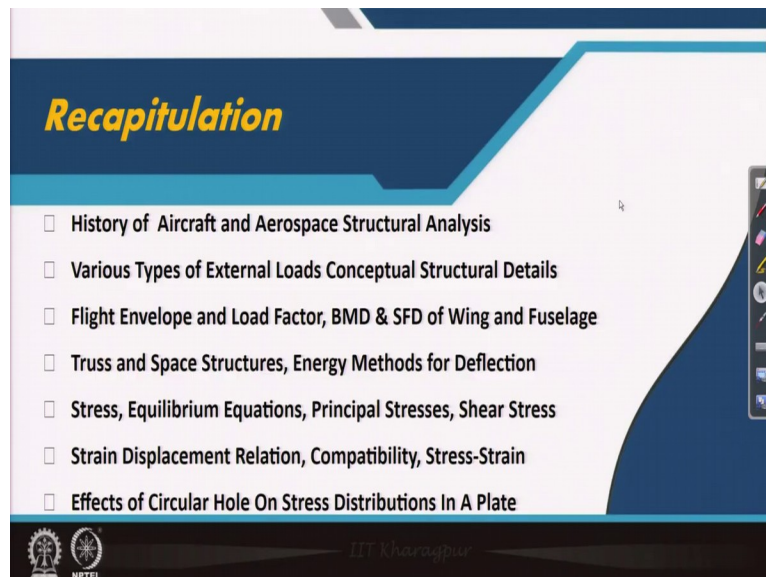 Recapitulation
History of Aircraft and Aerospace Structural Analysis
Various Types of External Loads Conceptual Structural Details
Flight Envelope and Load Factor, BMD & SFD of Wing and Fuselage
Truss and Space Structures, Energy Methods for Deflection
Stress, Equilibrium Equations, Principal Stresses, Shear Stress
Strain Displacement Relation, Compatibility, Stress-Strain
Effects of Circular Hole On Stress Distributions In A Plate
IIT Kharagpur
NPTEL